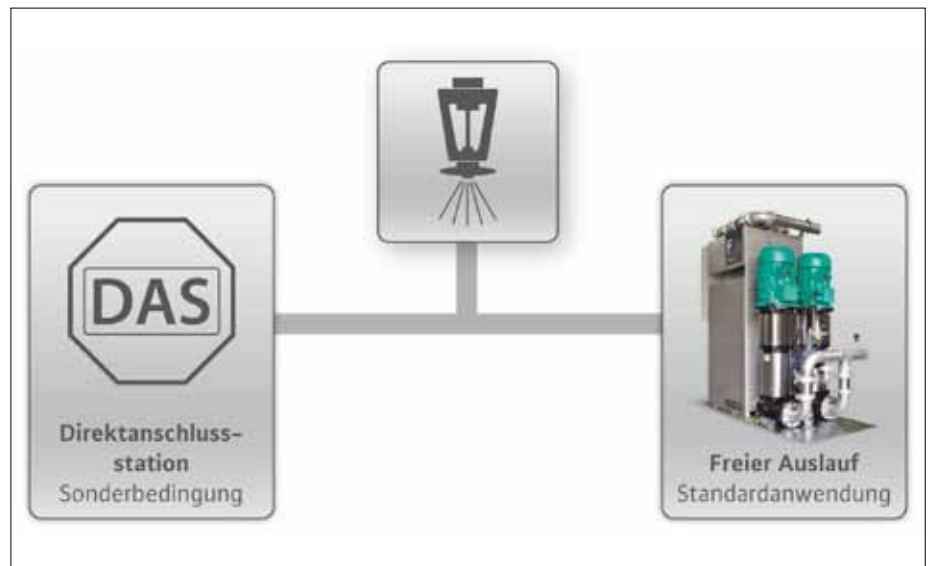 DAS
Direktanschluss-
station
Sonderbedingung
Freier Auslauf
Standardanwendung